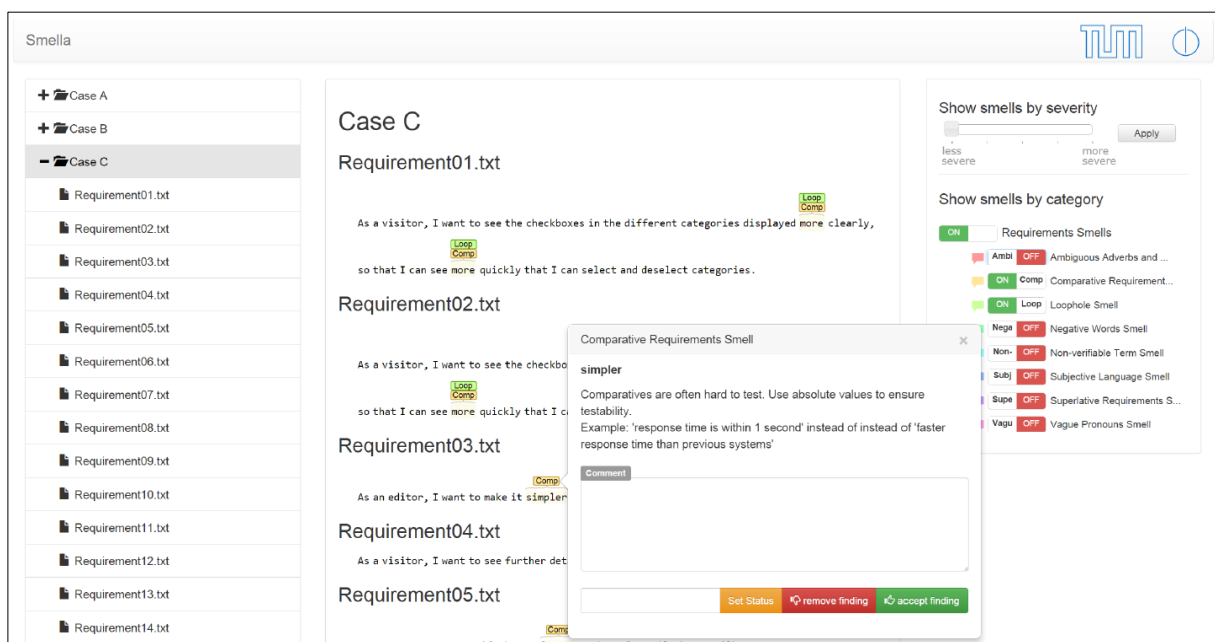 Smella
TUM
Case A
Case B
Case C
Requirement01.txt
Requirement02.txt
Requirement03.txt
Requirement04.txt
Requirement05.txt
Requirement06.txt
Requirement07.txt
Requirement08.txt
Requirement09.txt
Requirement10.txt
Requirement11.txt
Requirement12.txt
Requirement13.txt
Requirement14.txt
Case C
Requirement01.txt
Loop
Comp
As a visitor, I want to see the checkboxes in the different categories displayed more clearly,
Loop
Comp
so that I can see more quickly that I can select and deselect categories.
Requirement02.txt
As a visitor, I want to see the checkbo
Loop
Comp
so that I can see more quickly that I c
Requirement03.txt
Comp
As an editor, I want to make it simpler
Requirement04.txt
As a visitor, I want to see further det
Requirement05.txt
Comp
Comparative Requirements Smell ×
simpler
Comparatives are often hard to test. Use absolute values to ensure
testability.
Example: 'response time is within 1 second' instead of instead of 'faster
response time than previous systems'
Comment
Set Status remove finding accept finding
Show smells by severity
Apply
less more
severe severe
Show smells by category
ON Requirements Smells
Ambi OFF Ambiguous Adverbs and ...
ON Comp Comparative Requirement...
ON Loop Loophole Smell
Nega OFF Negative Words Smell
Non- OFF Non-verifiable Term Smell
Subj OFF Subjective Language Smell
Supe OFF Superlative Requirements S...
Vagu OFF Vague Pronouns Smell